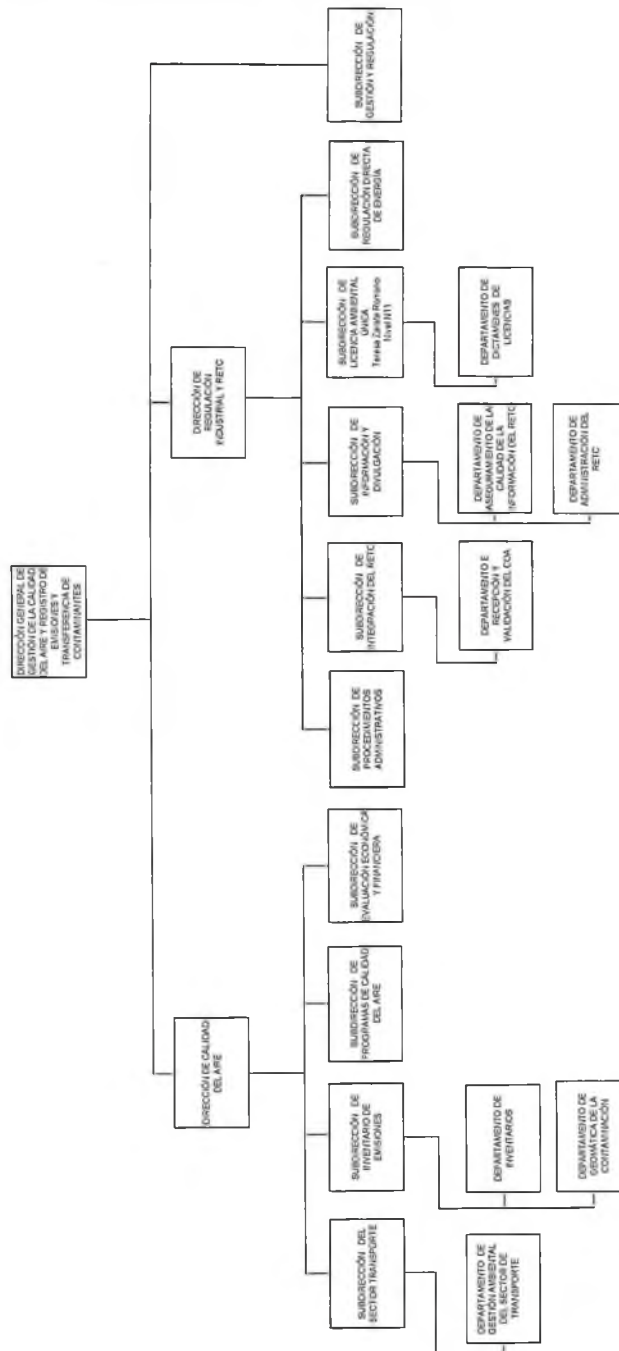 DIRECCIÓN GENERAL DE
GESTIÓN DE LA CALIDAD
DEL AIRE Y REGISTRO DE
EMISIONES Y
TRANSFERENCIA DE
CONTAMINANTES
DIRECCIÓN DE CALIDAD
DEL AIRE
DIRECCIÓN DE
REGULACIÓN
INDUSTRIAL Y RETC
SUBDIRECCIÓN DEL
SECTOR TRANSPORTE
SUBDIRECCIÓN DE
INVENTARIO DE
EMISIONES
SUBDIRECCIÓN DE
PROGRAMAS DE CALIDAD
DEL AIRE
SUBDIRECCIÓN DE
EVALUACIÓN ECONÓMICA
Y FINANCIERA
SUBDIRECCIÓN DE
PROCEDIMIENTOS
ADMINISTRATIVOS
SUBDIRECCIÓN DE
INTEGRACIÓN DEL RETC
SUBDIRECCIÓN DE
INFORMACIÓN Y
DIVULGACIÓN
SUBDIRECCIÓN DE
LICENCIA AMBIENTAL
ÚNICA
Teresa Zarate Romano
Nivel N11
SUBDIRECCIÓN DE
REGULACIÓN DIRECTA
DE ENERGÍA
SUBDIRECCIÓN DE
GESTIÓN Y REGULACIÓN
DEPARTAMENTO DE
GESTIÓN AMBIENTAL
DEL SECTOR DE
TRANSPORTE
DEPARTAMENTO DE
INVENTARIOS
DEPARTAMENTO DE
GEOMÁTICA DE LA
CONTAMINACIÓN
DEPARTAMENTO E
RECEPCIÓN Y
VALIDACIÓN DEL COA
DEPARTAMENTO DE
ASEGURAMIENTO DE LA
CALIDAD DE LA
INFORMACIÓN DEL RETC
DEPARTAMENTO DE
ADMINISTRACIÓN DEL
RETC
DEPARTAMENTO DE
DICTAMENES DE
LICENCIAS